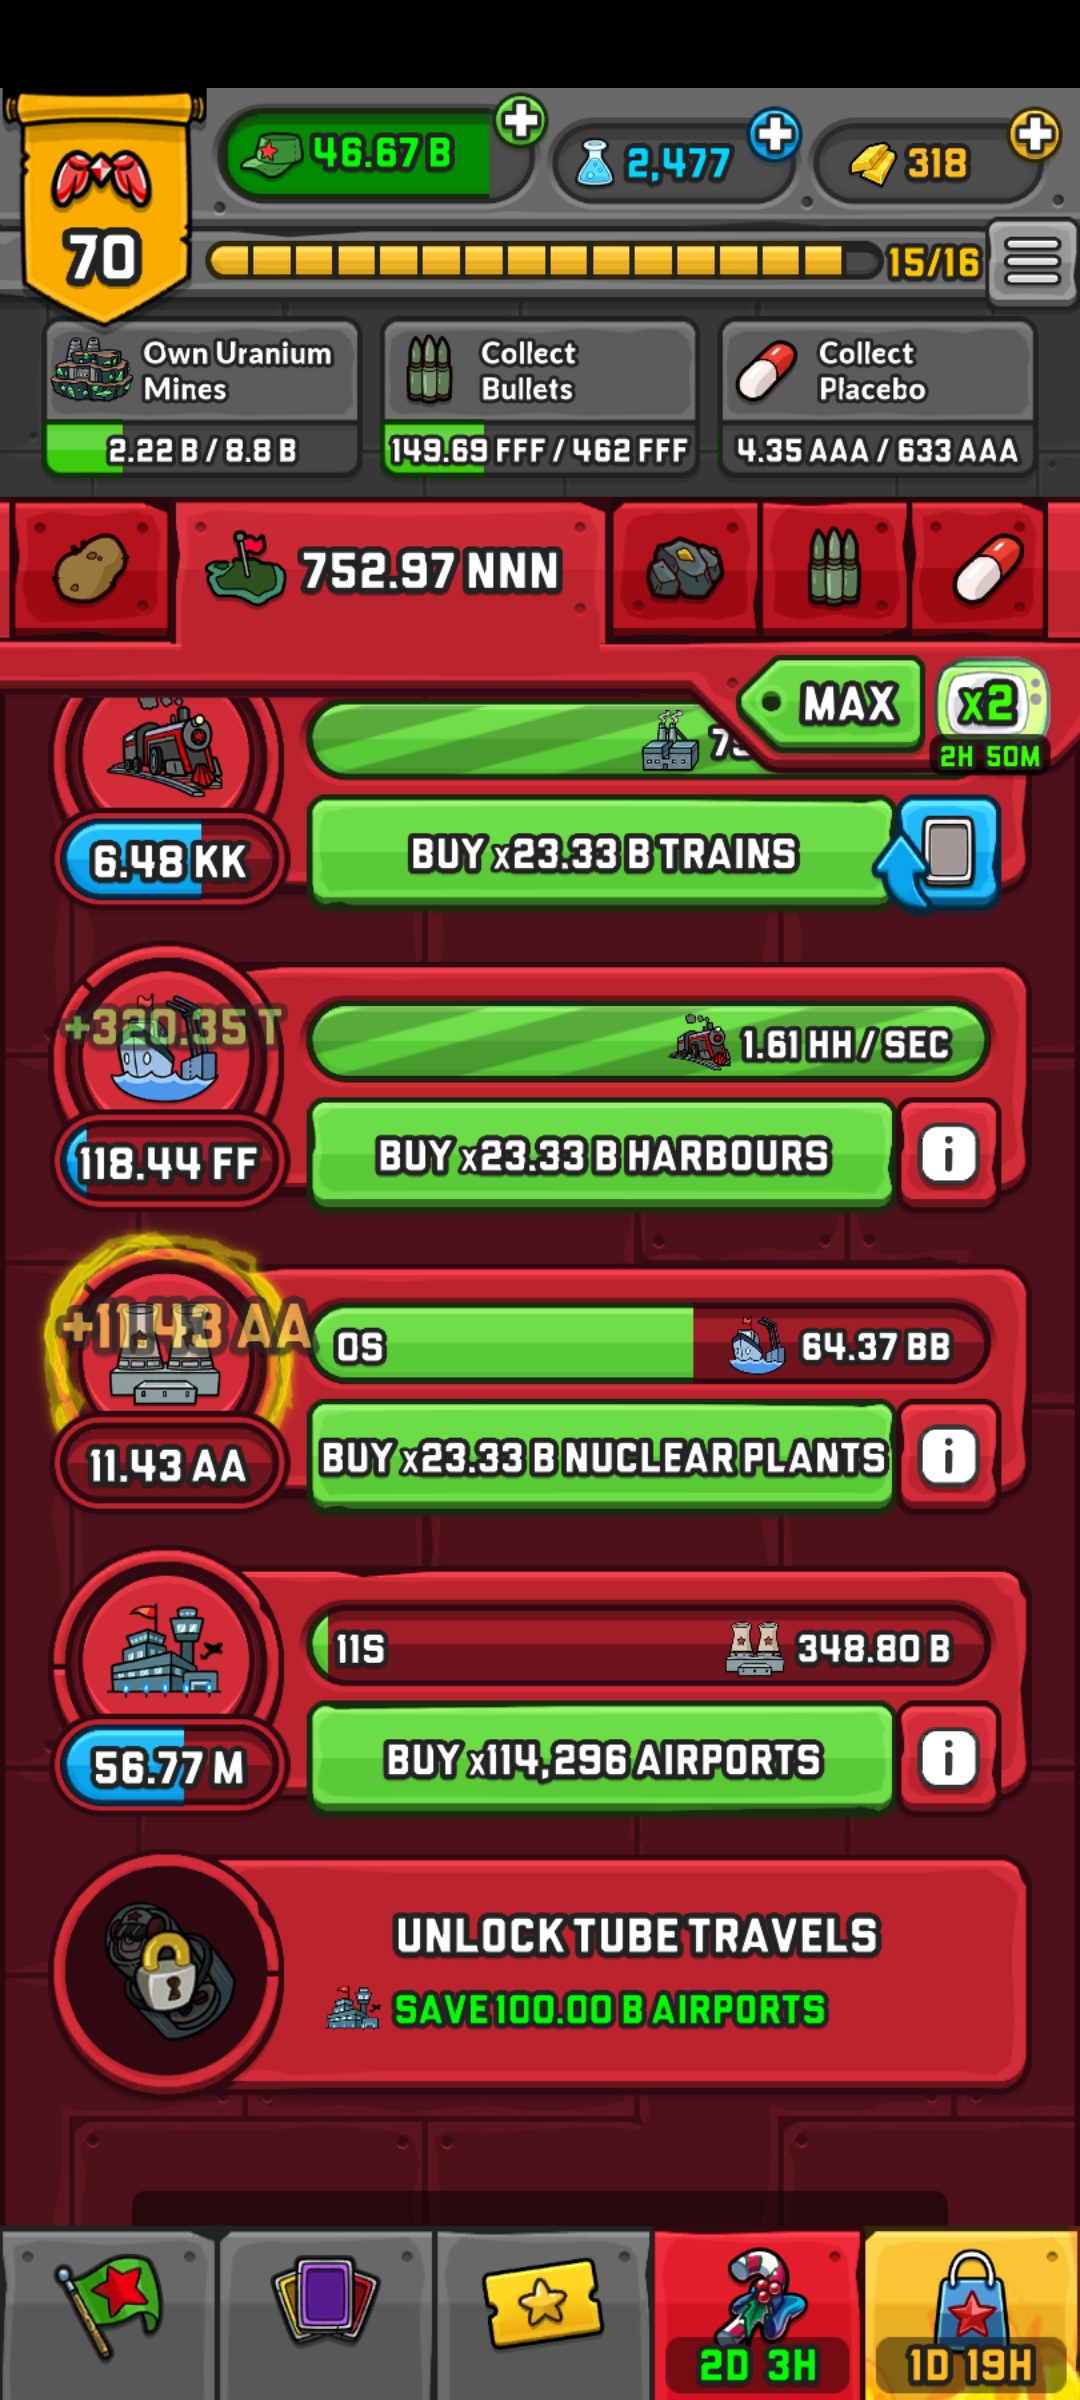 46.67 B
2,477
318
70
15/16
Own Uranium
Mines
2.22 B / 8.8 B
Collect
Bullets
149.69 FFF / 462 FFF
Collect
Placebo
4.35 AAA / 633 AAA
752.97 NNN
MAX
x2
2H 50M
6.48 KK
BUY x23.33 B TRAINS
+320.35 T
1.61 HH / SEC
118.44 FF
BUY x23.33 B HARBOURS
+11.43 AA
0S
64.37 BB
11.43 AA
BUY x23.33 B NUCLEAR PLANTS
11S
348.80 B
56.77 M
BUY x114,296 AIRPORTS
UNLOCK TUBE TRAVELS
SAVE 100.00 B AIRPORTS
2D 3H
1D 19H